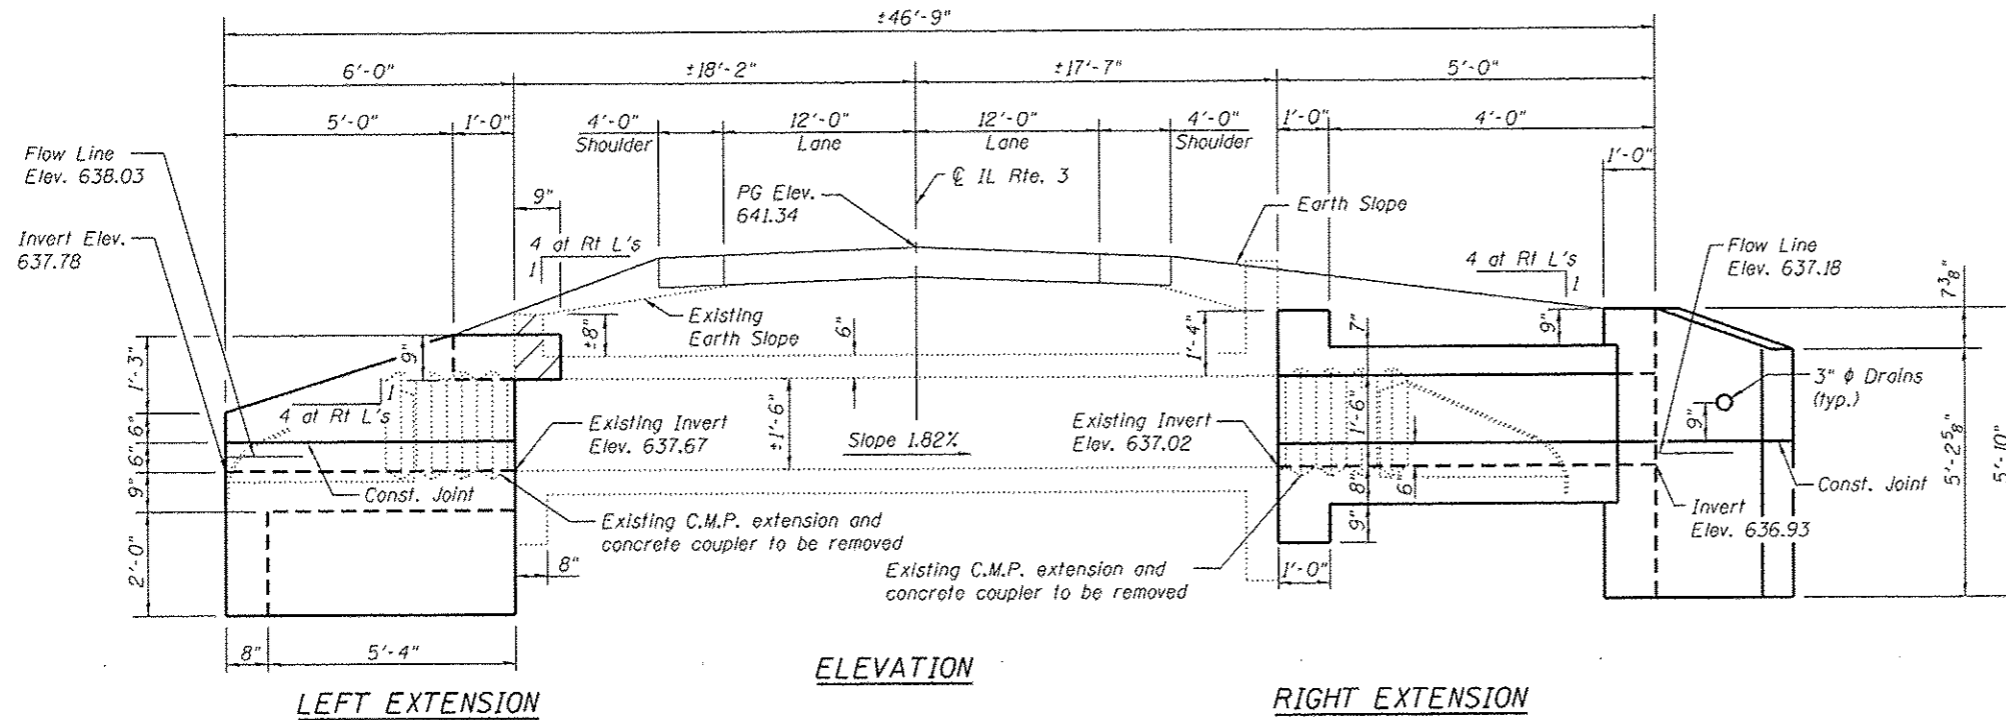 ±46'-9"
6'-0"
±18'-2"
±17'-7"
5'-0"
5'-0"
1'-0"
4'-0"
Shoulder
12'-0"
Lane
12'-0"
Lane
4'-0"
Shoulder
1'-0"
4'-0"
1'-0"
Flow Line
Elev. 638.03
Invert Elev.
637.78
9"
4 at Rt L's
1
PG Elev.
641.34
℄ IL Rte. 3
Earth Slope
4 at Rt L's
1
Flow Line
Elev. 637.18
7 3/8"
Existing
Earth Slope
±8"
6"
1'-4"
7"
9"
1'-3"
9"
4 at Rt L's
1
6"
6"
9"
2'-0"
Existing Invert
Elev. 637.67
±1'-6"
Slope 1.82%
Existing Invert
Elev. 637.02
1'-6"
8"
6"
9"
9"
3" ϕ Drains
(typ.)
5'-2 5/8"
5'-10"
Const. Joint
Const. Joint
Existing C.M.P. extension and
concrete coupler to be removed
8"
Existing C.M.P. extension and
concrete coupler to be removed
1'-0"
Invert
Elev. 636.93
8"
5'-4"
ELEVATION
LEFT EXTENSION
RIGHT EXTENSION